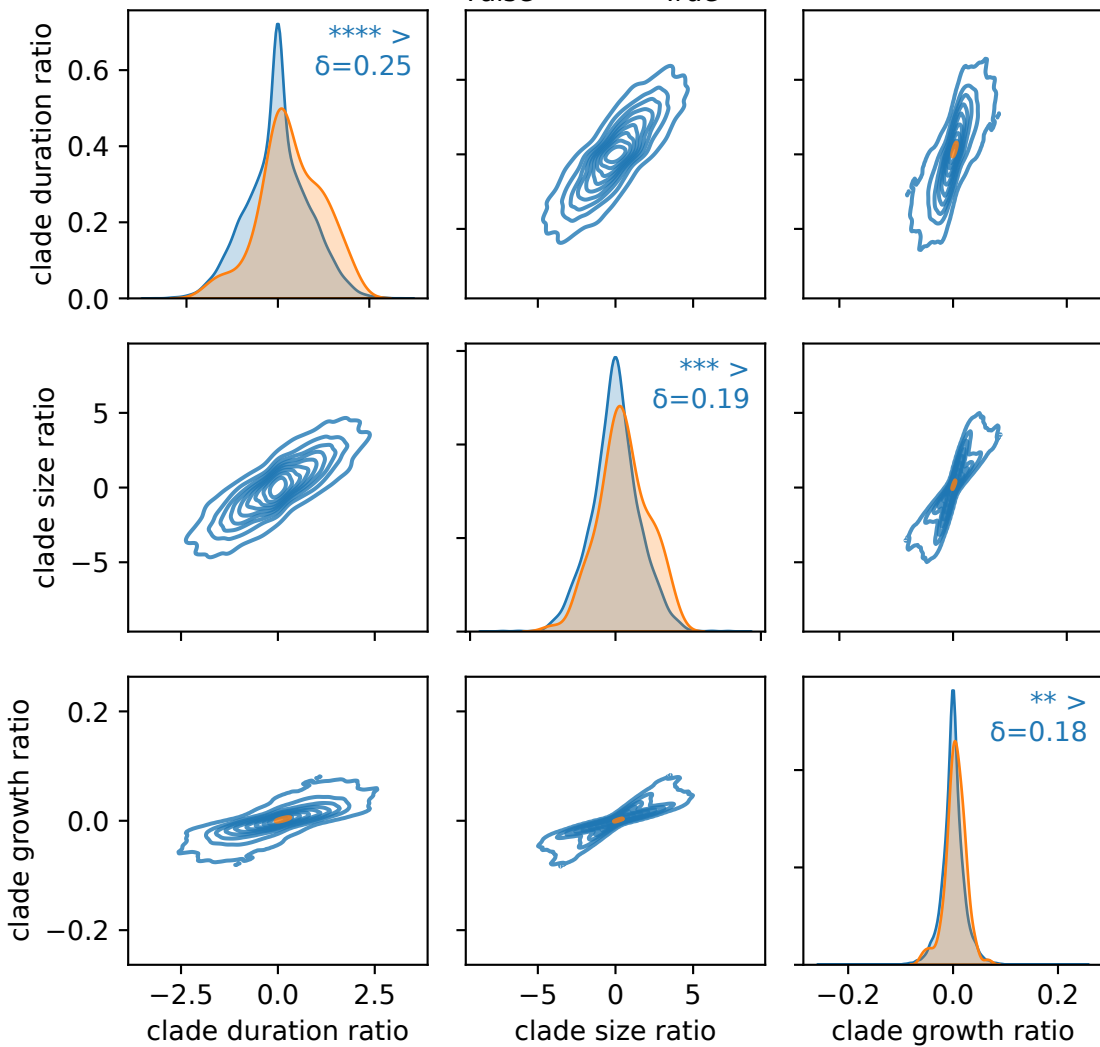 False True
clade duration ratio
0.6
0.4
0.2
0.0
**** >
δ=0.25
clade size ratio
5
0
−5
*** >
δ=0.19
clade growth ratio
0.2
0.0
−0.2
** >
δ=0.18
−2.5 0.0 2.5
−5 0 5
−0.2 0.0 0.2
clade duration ratio
clade size ratio
clade growth ratio